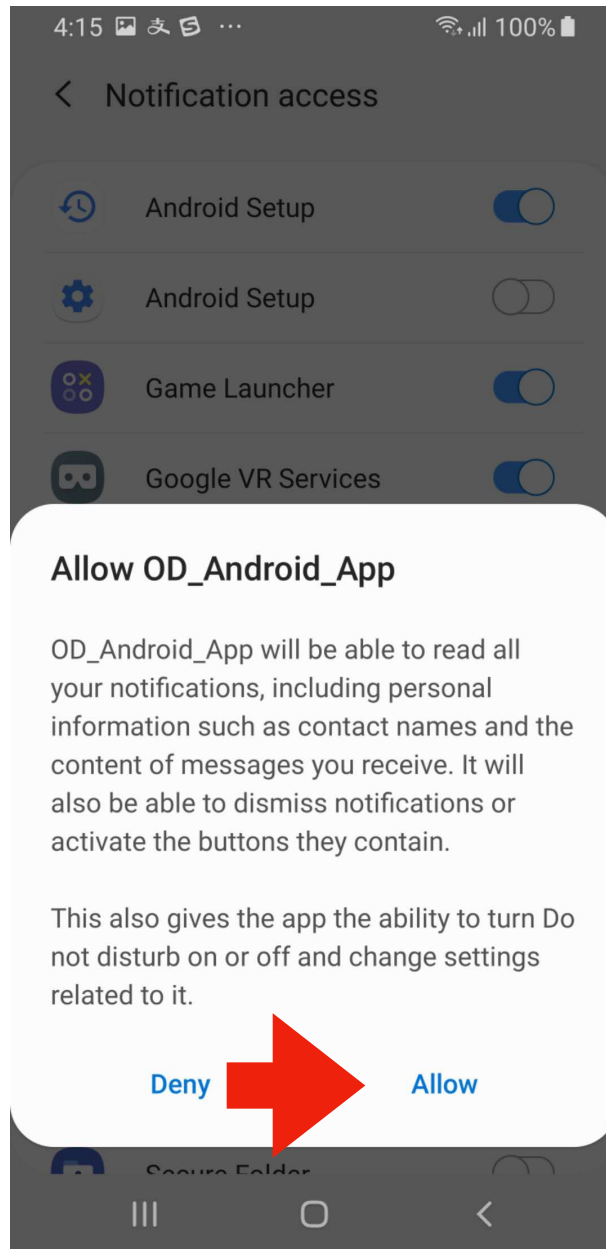 4:15 支 S ... 100%
Notification access
Android Setup
Android Setup
Game Launcher
Google VR Services
Allow OD_Android_App
OD_Android_App will be able to read all
your notifications, including personal
information such as contact names and the
content of messages you receive. It will
also be able to dismiss notifications or
activate the buttons they contain.
This also gives the app the ability to turn Do
not disturb on or off and change settings
related to it.
Deny Allow
Secure Folder